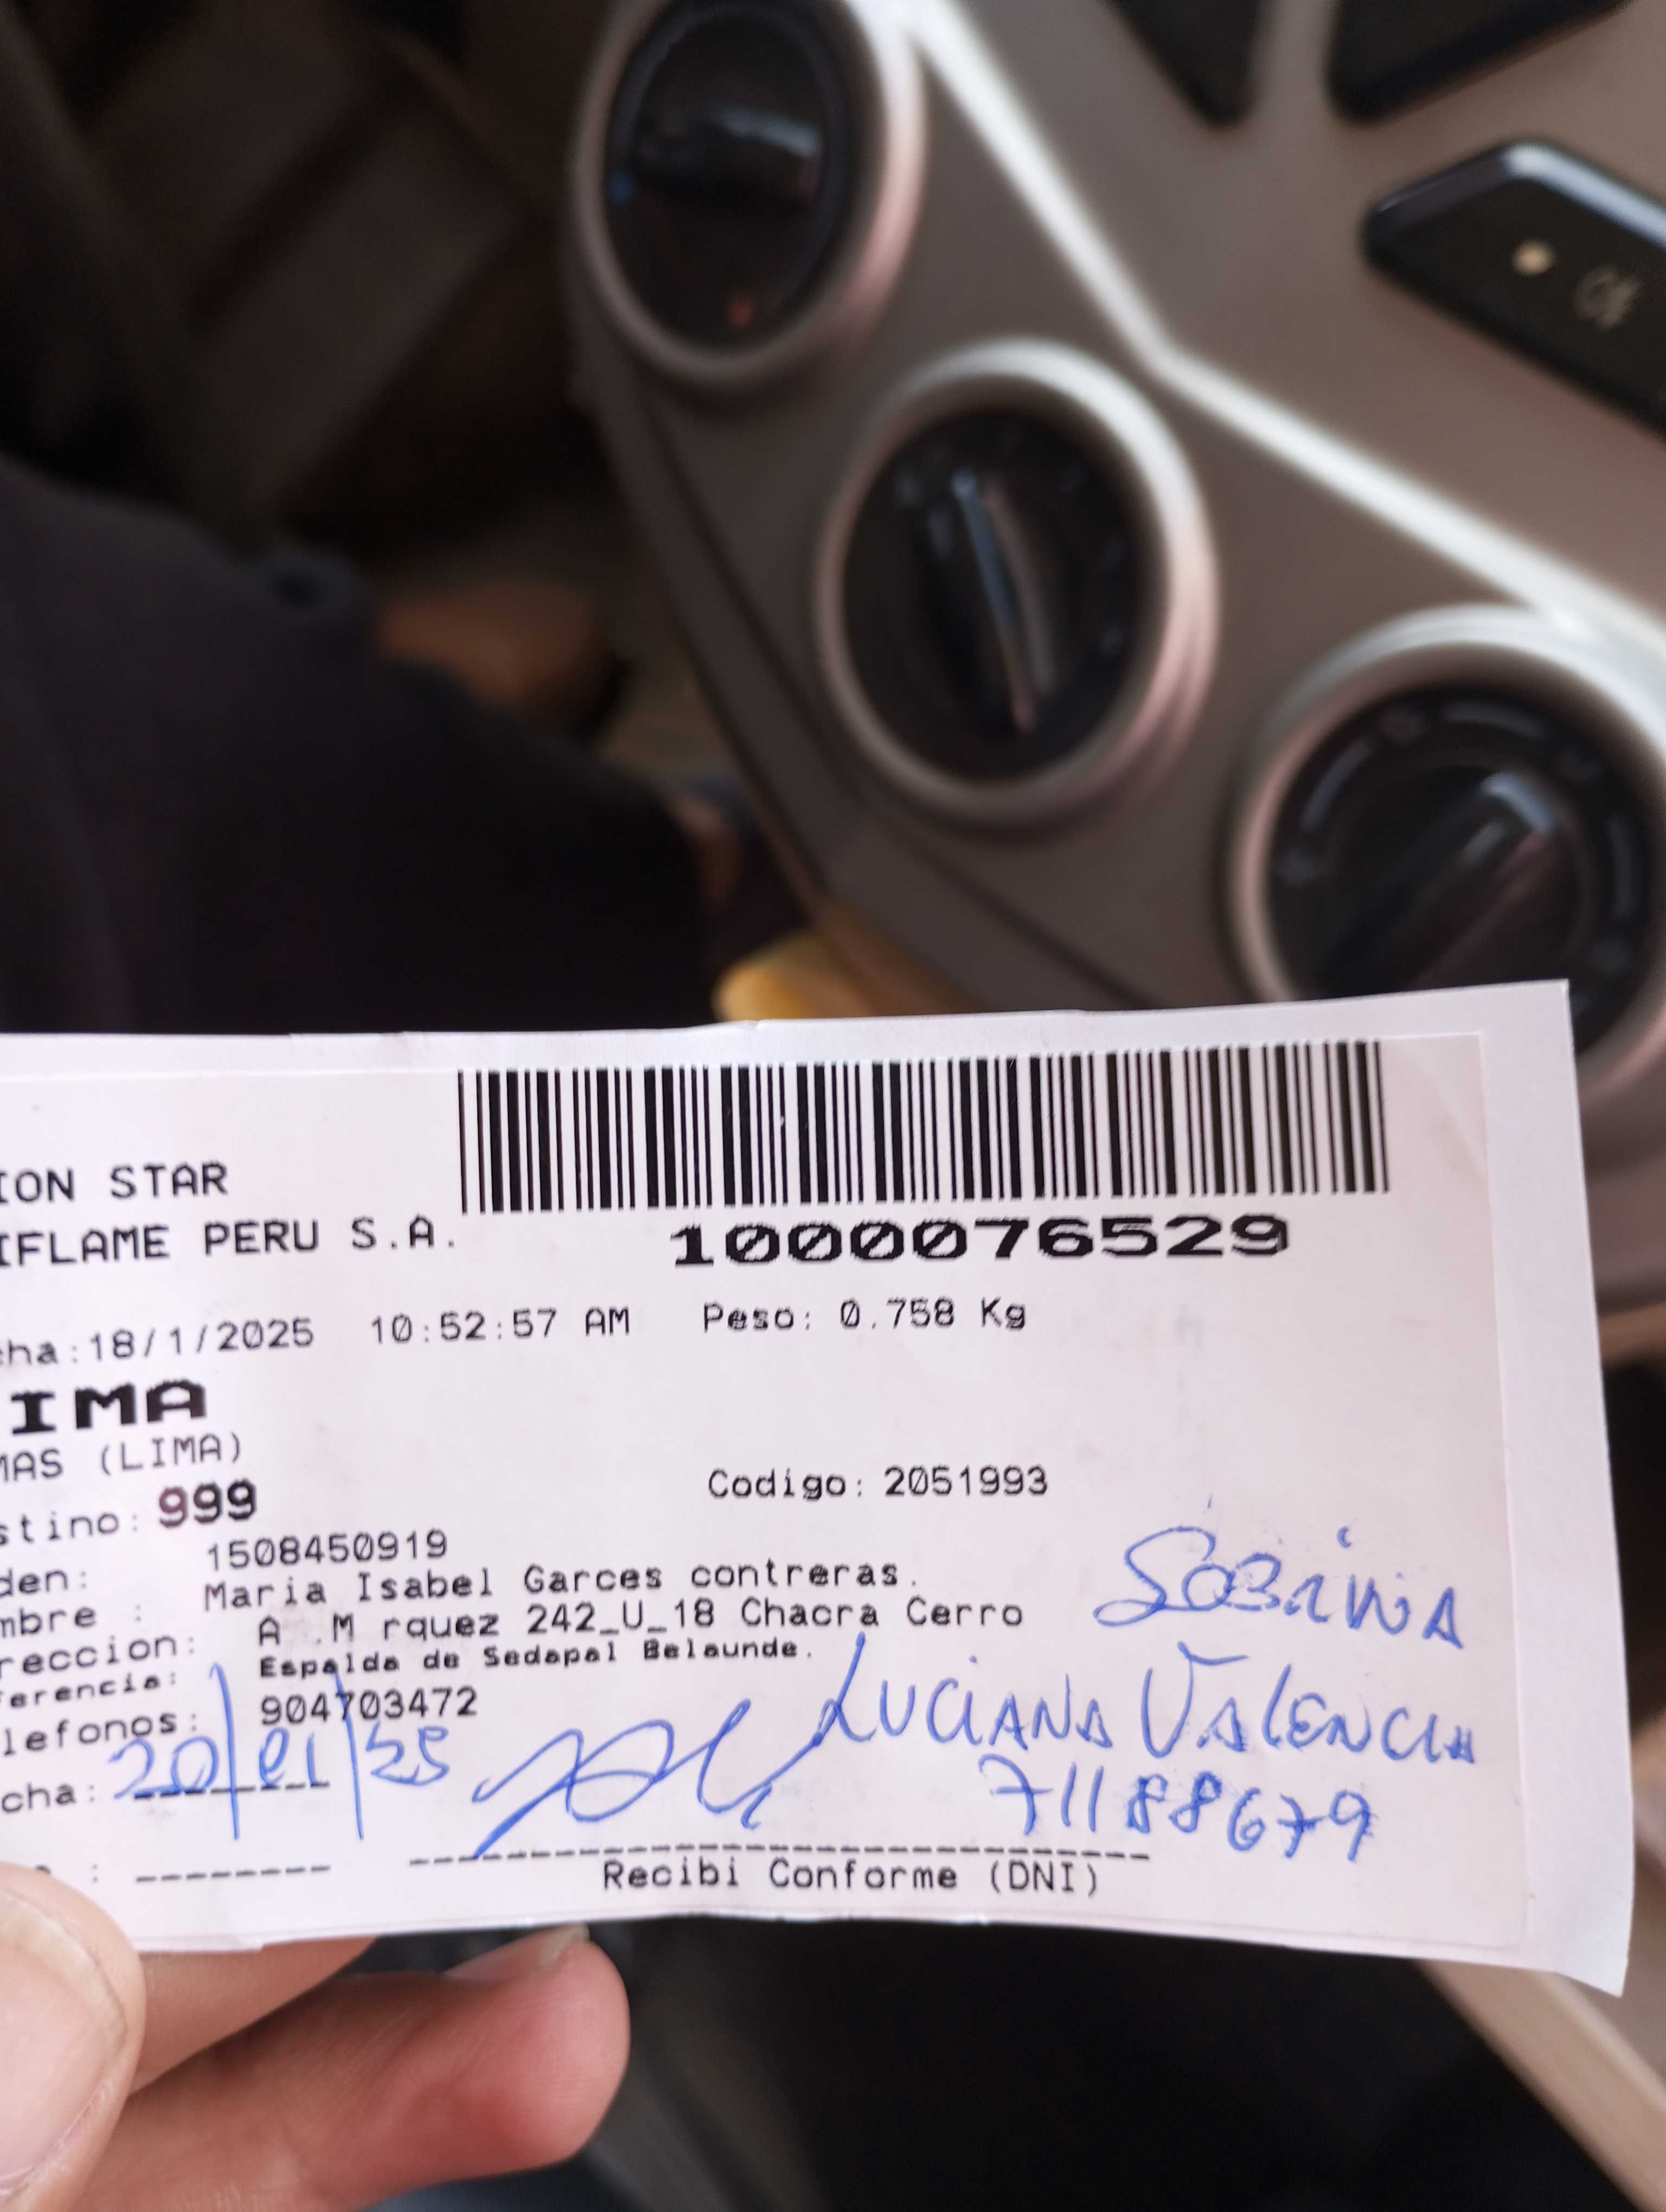 ION STAR
IFLAME PERU S.A.
1000076529
cha:18/1/2025 10:52:57 AM Peso: 0.758 Kg
IMA
MAS (LIMA)
stino: 999 Codigo: 2051993
den: 1508450919
mbre : Maria Isabel Garces contreras.
reccion: A .M rquez 242_U_18 Chacra Cerro
ferencia: Espalda de Sedapal Belaunde.
lefonos: 904703472
SOBRINA
LUCIANA VALENCIA
71188679
cha: 20/01/25
Recibi Conforme (DNI)